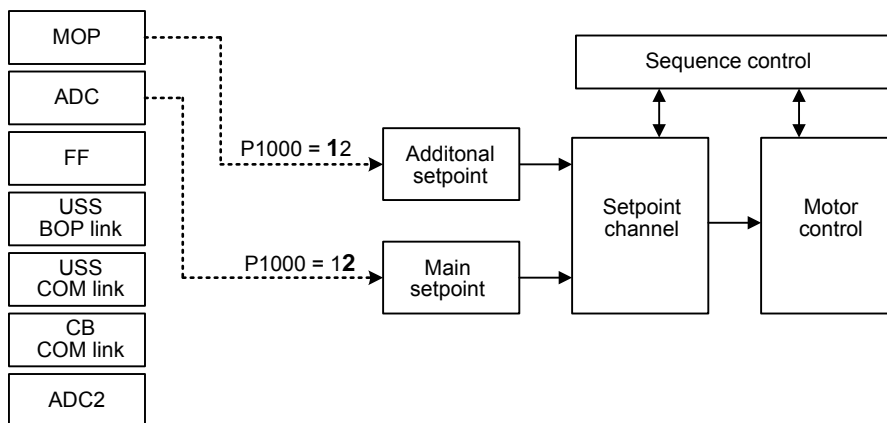 MOP
ADC
FF
USS
BOP link
USS
COM link
CB
COM link
ADC2
P1000 = 12
P1000 = 12
Additonal
setpoint
Main
setpoint
Sequence control
Setpoint
channel
Motor
control